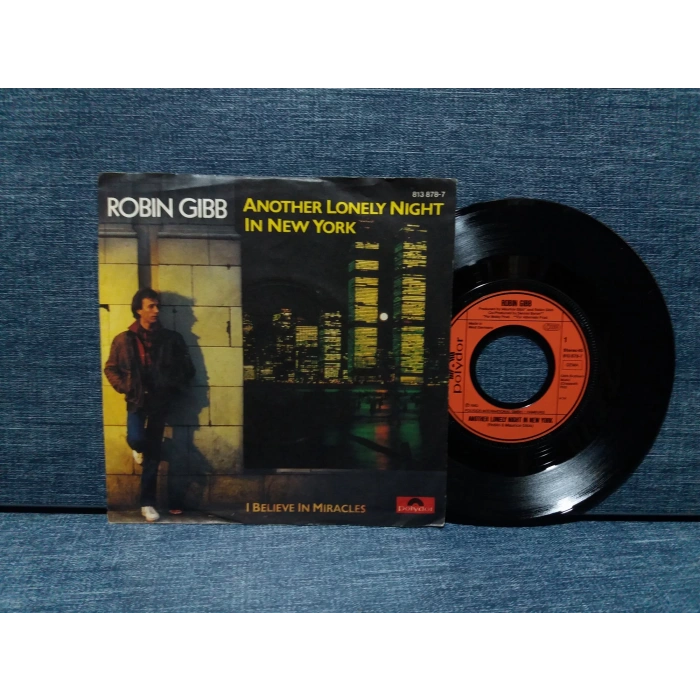 813 878-7
ROBIN GIBB
ANOTHER LONELY NIGHT
IN NEW YORK
I BELIEVE IN MIRACLES
polydor
polydor
ROBIN GIBB
1
ANOTHER LONELY NIGHT IN NEW YORK